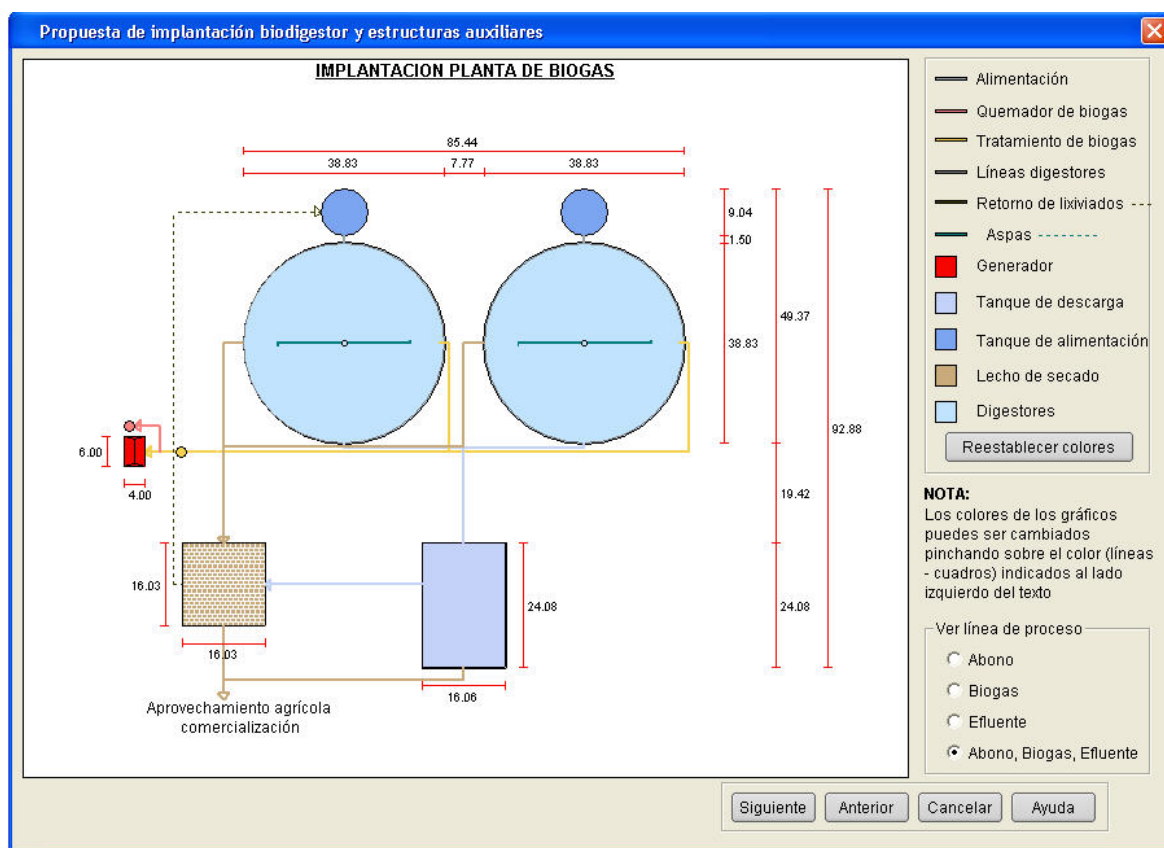 Propuesta de implantación biodigestor y estructuras auxiliares
IMPLANTACION PLANTA DE BIOGAS
85.44
38.83
7.77
38.83
9.04
1.50
49.37
38.83
92.88
6.00
4.00
19.42
16.03
24.08
24.08
16.03
16.06
Aprovechamiento agrícola
comercialización
Alimentación
Quemador de biogas
Tratamiento de biogas
Líneas digestores
Retorno de lixiviados
Aspas
Generador
Tanque de descarga
Tanque de alimentación
Lecho de secado
Digestores
Reestablecer colores
NOTA:
Los colores de los gráficos
puedes ser cambiados
pinchando sobre el color (líneas
- cuadros) indicados al lado
izquierdo del texto
Ver línea de proceso
Abono
Biogas
Efluente
Abono, Biogas, Efluente
Siguiente
Anterior
Cancelar
Ayuda